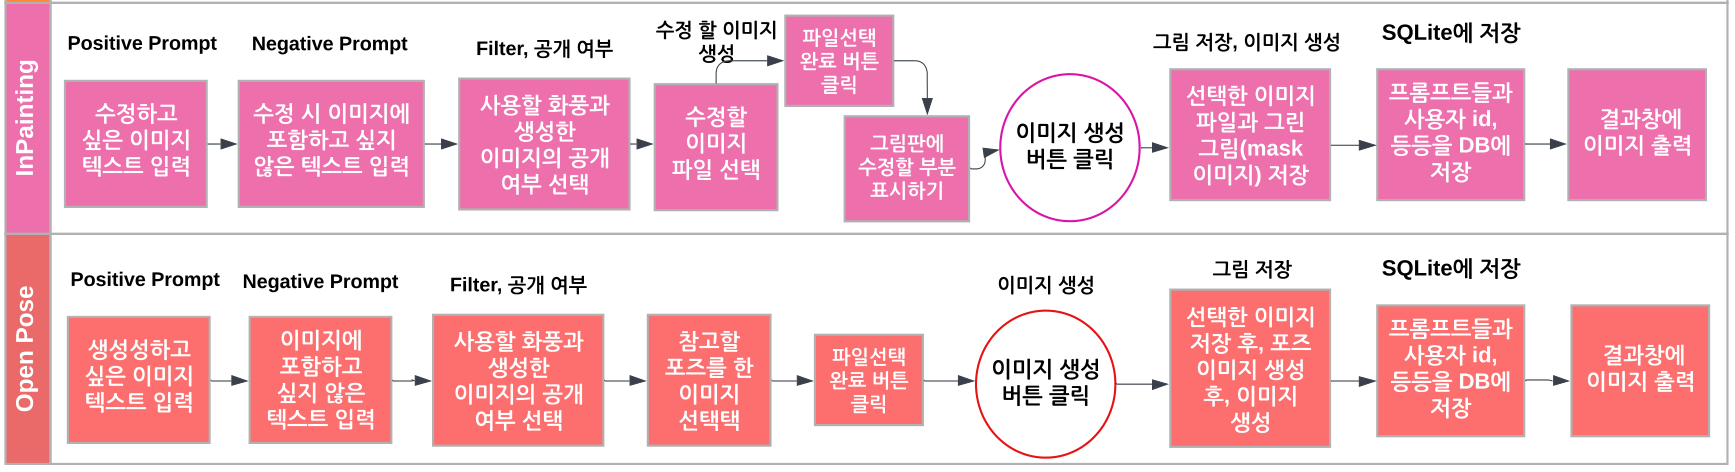 InPainting
Positive Prompt
수정하고
싶은 이미지
텍스트 입력
Negative Prompt
수정 시 이미지에
포함하고 싶지
않은 텍스트 입력
Filter, 공개 여부
사용할 화풍과
생성한
이미지의 공개
여부 선택
수정 할 이미지
생성
수정할
이미지
파일 선택
파일선택
완료 버튼
클릭
그림판에
수정할 부분
표시하기
이미지 생성
버튼 클릭
그림 저장, 이미지 생성
선택한 이미지
파일과 그린
그림(mask
이미지) 저장
SQLite에 저장
프롬프트들과
사용자 id,
등등을 DB에
저장
결과창에
이미지 출력
Open Pose
Positive Prompt
생성성하고
싶은 이미지
텍스트 입력
Negative Prompt
이미지에
포함하고
싶지 않은
텍스트 입력
Filter, 공개 여부
사용할 화풍과
생성한
이미지의 공개
여부 선택
참고할
포즈를 한
이미지
선택택
파일선택
완료 버튼
클릭
이미지 생성
이미지 생성
버튼 클릭
그림 저장
선택한 이미지
저장 후, 포즈
이미지 생성
후, 이미지
생성
SQLite에 저장
프롬프트들과
사용자 id,
등등을 DB에
저장
결과창에
이미지 출력